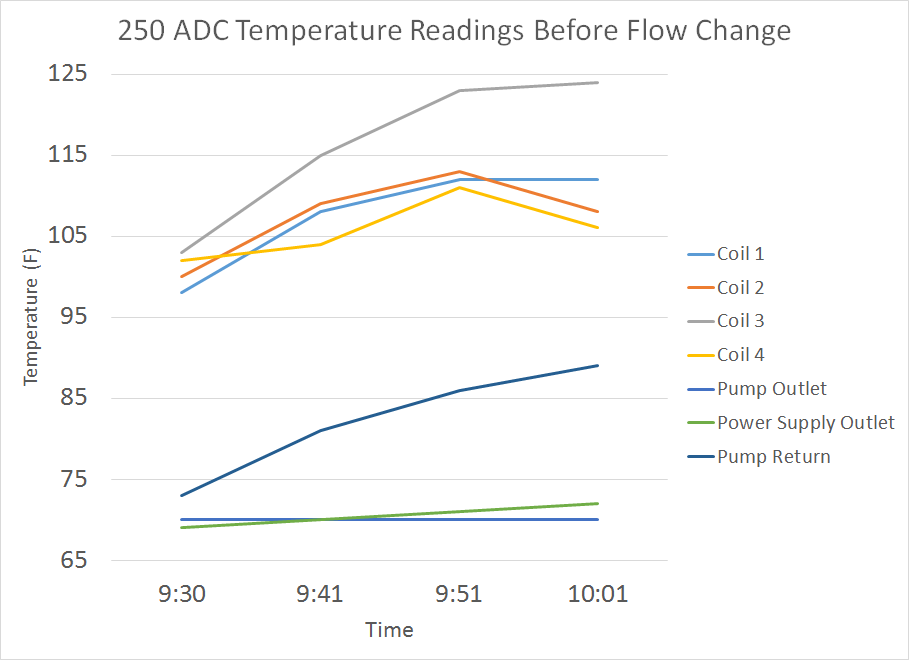 250 ADC Temperature Readings Before Flow Change
125
115
105
95
85
75
65
Temperature (F)
9:30 9:41 9:51 10:01
Time
Coil 1
Coil 2
Coil 3
Coil 4
Pump Outlet
Power Supply Outlet
Pump Return